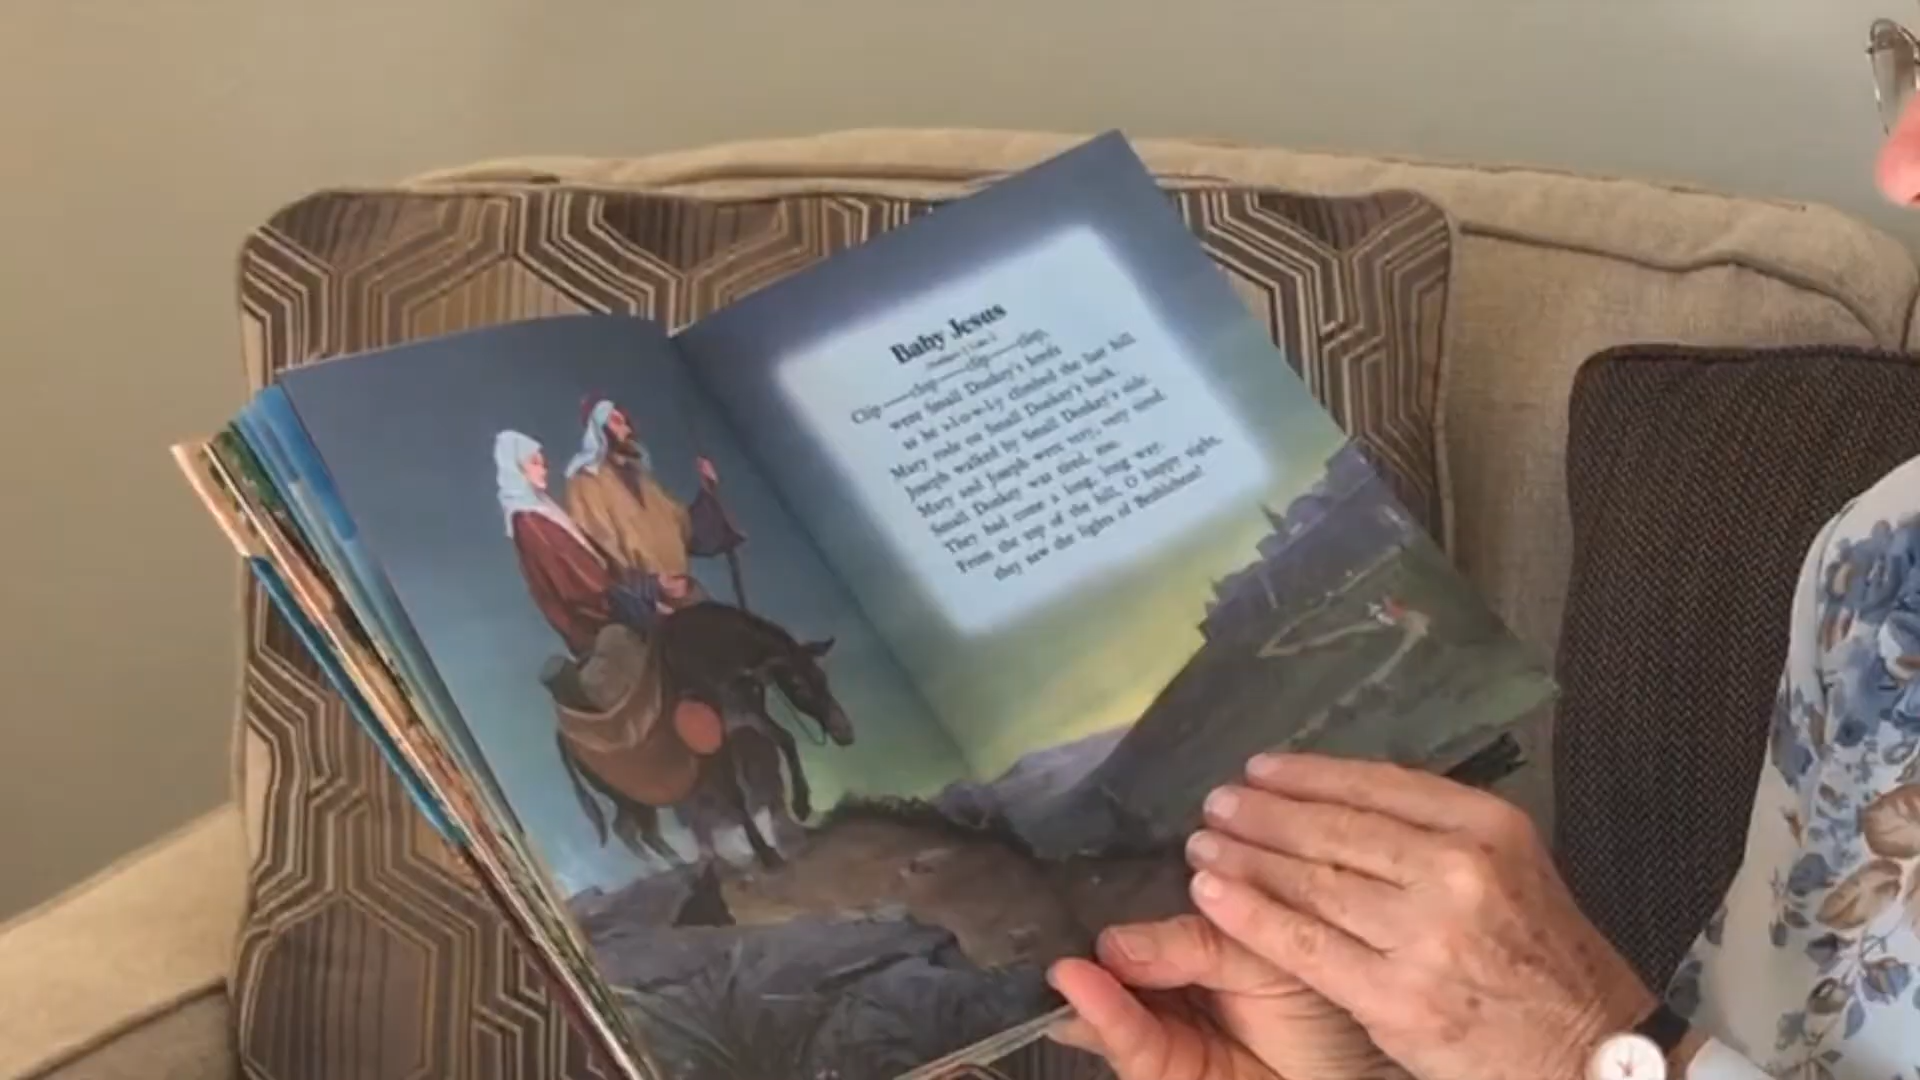 Baby Jesus
Clip—clop—clip—clop,
went Small Donkey's hoofs
as he s-l-o-w-l-y climbed the last hill.
Mary rode on Small Donkey's back.
Joseph walked by Small Donkey's side.
Mary and Joseph were very, very tired.
Small Donkey was tired, too.
They had come a long, long way.
From the top of the hill, O happy sight,
they saw the lights of Bethlehem!